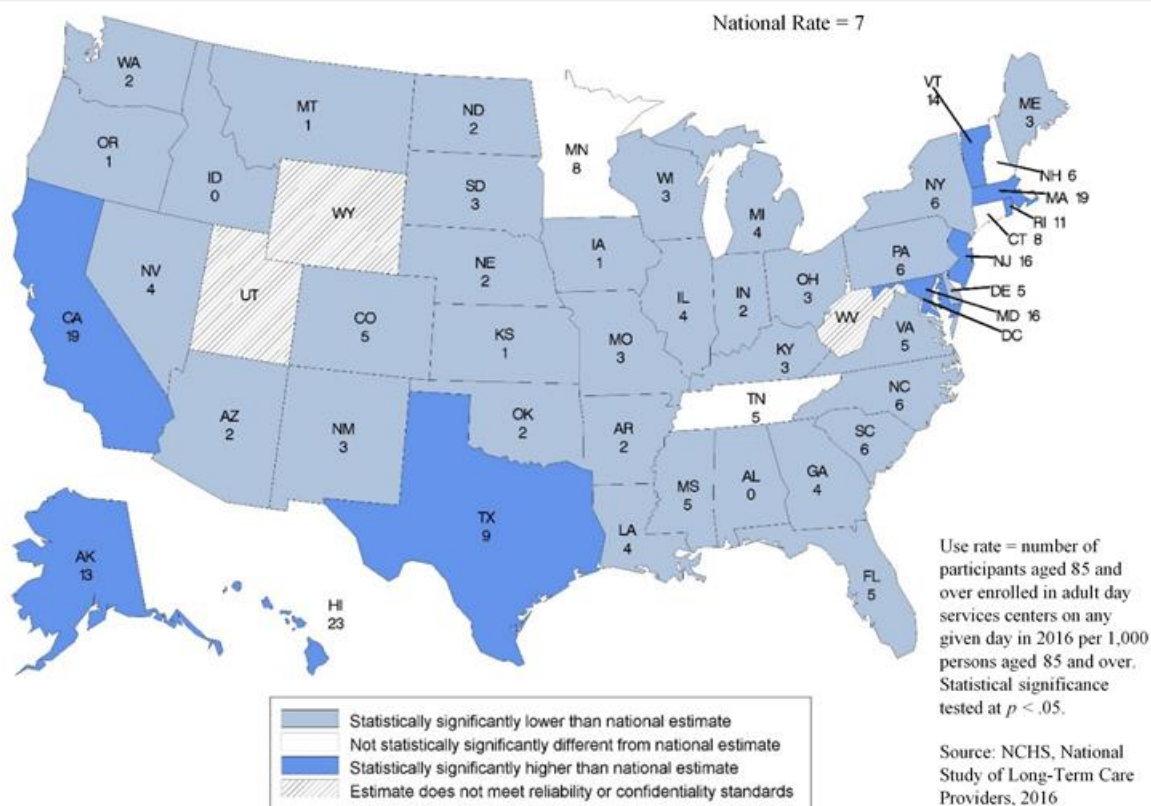 National Rate = 7
WA
2
OR
1
ID
0
MT
1
ND
2
SD
3
WY
NE
2
MN
8
IA
1
WI
3
MI
4
IL
4
IN
2
OH
3
KY
3
PA
6
NY
6
VT
14
ME
3
NH 6
MA 19
RI 11
CT 8
NJ 16
DE 5
MD 16
DC
WV
VA
5
NC
6
SC
6
TN
5
GA
4
AL
0
MS
5
FL
5
LA
4
AR
2
MO
3
KS
1
OK
2
TX
9
CO
5
NM
3
UT
AZ
2
NV
4
CA
19
AK
13
HI
23
Use rate = number of
participants aged 85 and
over enrolled in adult day
services centers on any
given day in 2016 per 1,000
persons aged 85 and over.
Statistical significance
tested at p < .05.
Source: NCHS, National
Study of Long-Term Care
Providers, 2016
Statistically significantly lower than national estimate
Not statistically significantly different from national estimate
Statistically significantly higher than national estimate
Estimate does not meet reliability or confidentiality standards